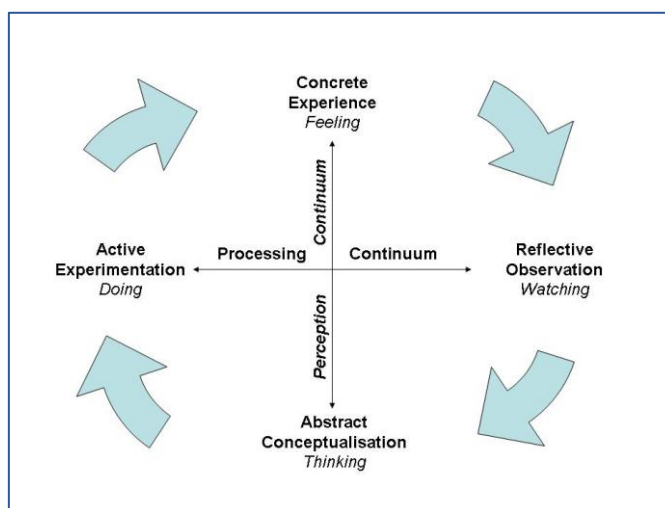 Concrete
Experience
Feeling
Continuum
Active
Experimentation
Doing
Processing
Continuum
Reflective
Observation
Watching
Perception
Abstract
Conceptualisation
Thinking